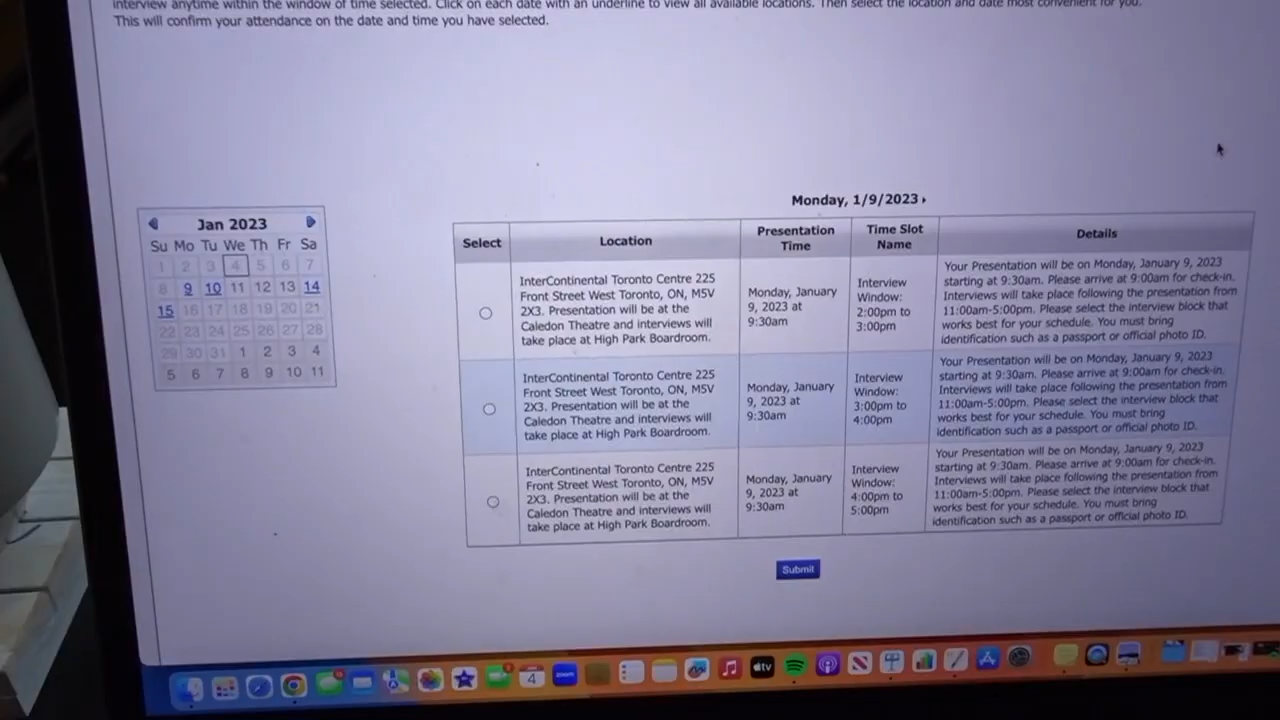 interview anytime within the window of time selected. Click on each date with an underline to view all available locations. Then select the location and date most convenient for you.
This will confirm your attendance on the date and time you have selected.
Jan 2023
Su Mo Tu We Th Fr Sa
1 2 3 4 5 6 7
8 9 10 11 12 13 14
15 16 17 18 19 20 21
22 23 24 25 26 27 28
29 30 31 1 2 3 4
5 6 7 8 9 10 11
Monday, 1/9/2023
Select
Location
Presentation
Time
Time Slot
Name
Details
InterContinental Toronto Centre 225
Front Street West Toronto, ON, M5V
2X3. Presentation will be at the
Caledon Theatre and interviews will
take place at High Park Boardroom.
Monday, January
9, 2023 at
9:30am
Interview
Window:
2:00pm to
3:00pm
Your Presentation will be on Monday, January 9, 2023
starting at 9:30am. Please arrive at 9:00am for check-in.
Interviews will take place following the presentation from
11:00am-5:00pm. Please select the interview block that
works best for your schedule. You must bring
identification such as a passport or official photo ID.
InterContinental Toronto Centre 225
Front Street West Toronto, ON, M5V
2X3. Presentation will be at the
Caledon Theatre and interviews will
take place at High Park Boardroom.
Monday, January
9, 2023 at
9:30am
Interview
Window:
3:00pm to
4:00pm
Your Presentation will be on Monday, January 9, 2023
starting at 9:30am. Please arrive at 9:00am for check-in.
Interviews will take place following the presentation from
11:00am-5:00pm. Please select the interview block that
works best for your schedule. You must bring
identification such as a passport or official photo ID.
InterContinental Toronto Centre 225
Front Street West Toronto, ON, M5V
2X3. Presentation will be at the
Caledon Theatre and interviews will
take place at High Park Boardroom.
Monday, January
9, 2023 at
9:30am
Interview
Window:
4:00pm to
5:00pm
Your Presentation will be on Monday, January 9, 2023
starting at 9:30am. Please arrive at 9:00am for check-in.
Interviews will take place following the presentation from
11:00am-5:00pm. Please select the interview block that
works best for your schedule. You must bring
identification such as a passport or official photo ID.
Submit
4
zoom
tv